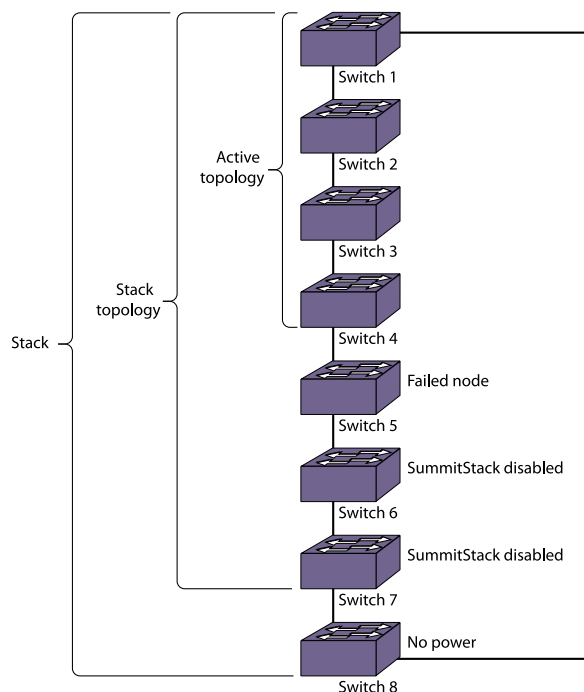 Switch 1
Switch 2
Active
topology
Switch 3
Stack
topology
Switch 4
Stack
Failed node
Switch 5
SummitStack disabled
Switch 6
SummitStack disabled
Switch 7
No power
Switch 8